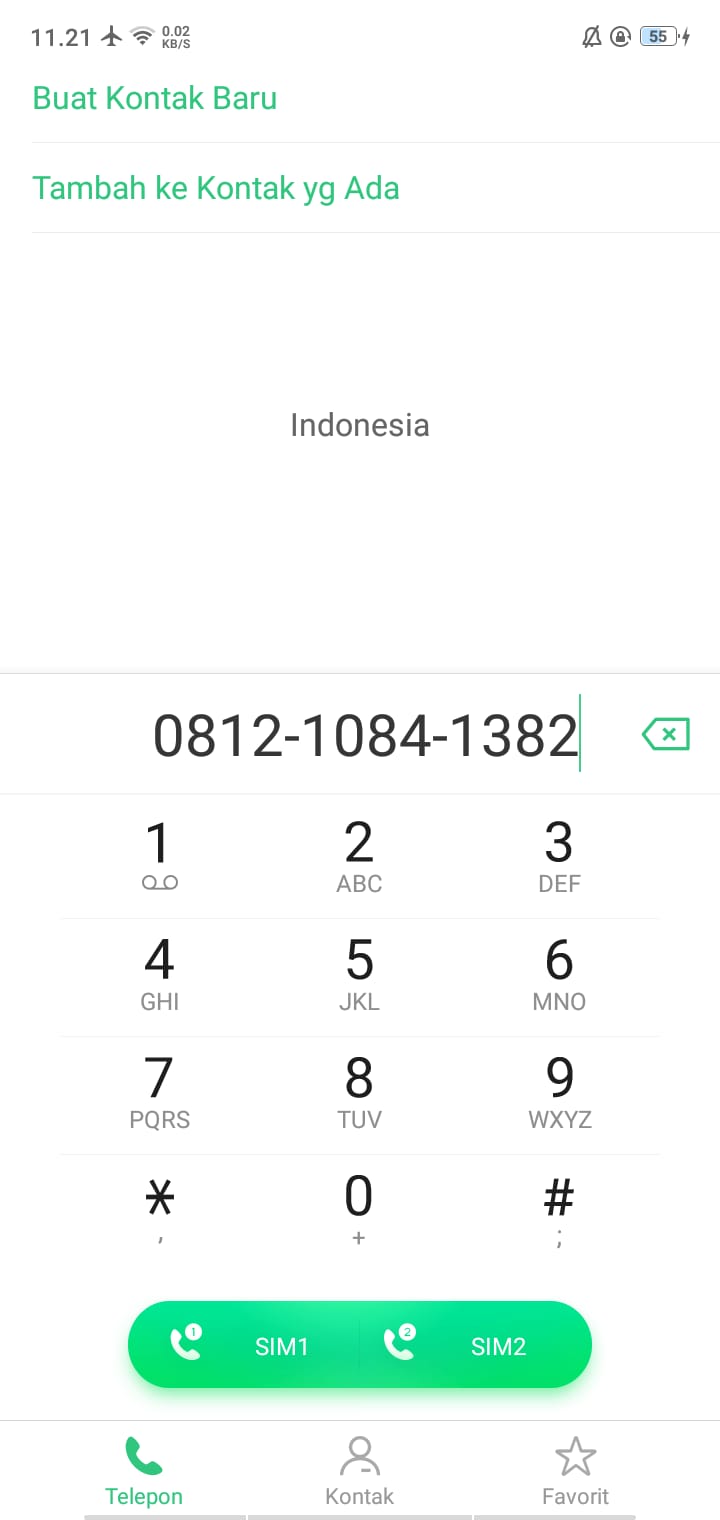 11.21 0.02 KB/S 55
Buat Kontak Baru
Tambah ke Kontak yg Ada
Indonesia
0812-1084-1382
1 2 3
ABC DEF
4 5 6
GHI JKL MNO
7 8 9
PQRS TUV WXYZ
* 0 #
, + ;
1 SIM1 2 SIM2
Telepon Kontak Favorit